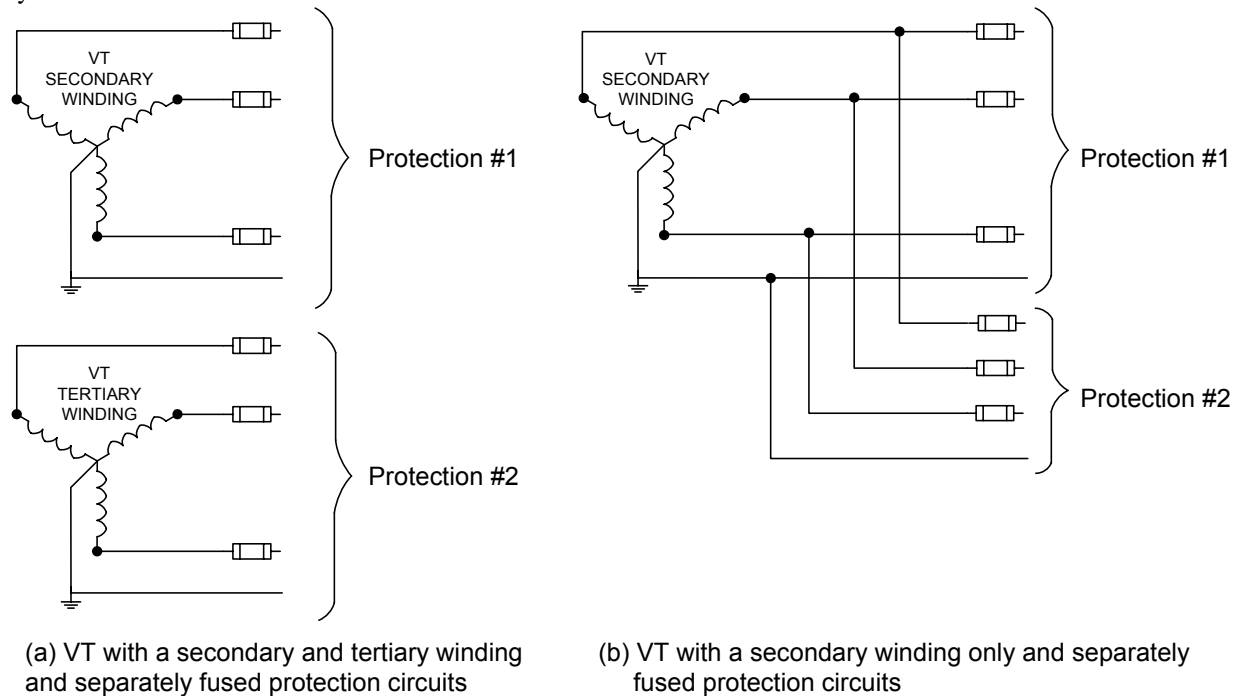 VT
SECONDARY
WINDING
Protection #1
VT
TERTIARY
WINDING
Protection #2
(a) VT with a secondary and tertiary winding
and separately fused protection circuits
VT
SECONDARY
WINDING
Protection #1
Protection #2
(b) VT with a secondary winding only and separately
fused protection circuits